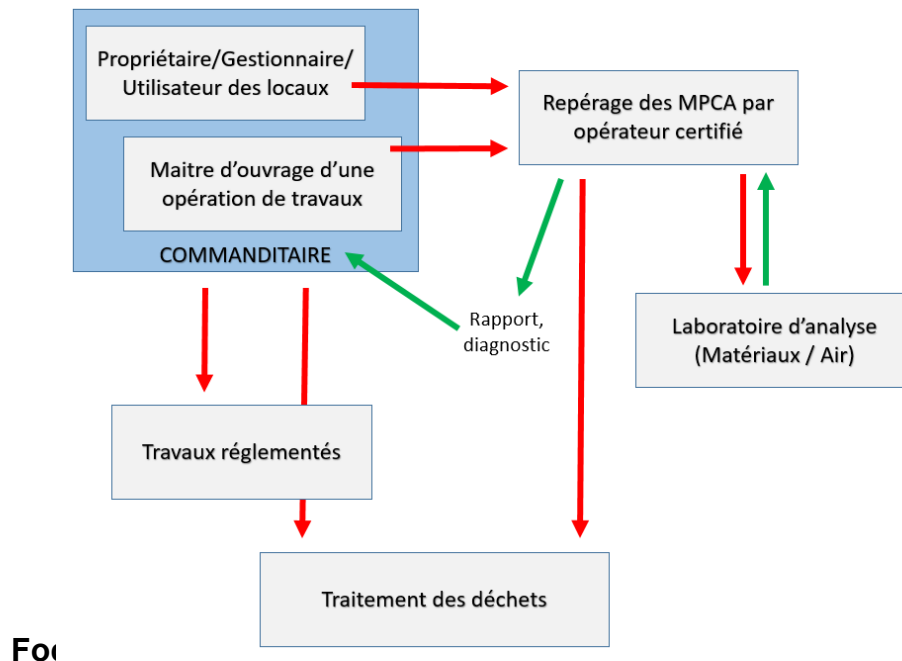 Propriétaire/Gestionnaire/
Utilisateur des locaux
Maitre d'ouvrage d'une
opération de travaux
COMMANDITAIRE
Repérage des MPCA par
opérateur certifié
Rapport,
diagnostic
Laboratoire d'analyse
(Matériaux / Air)
Travaux réglementés
Traitement des déchets